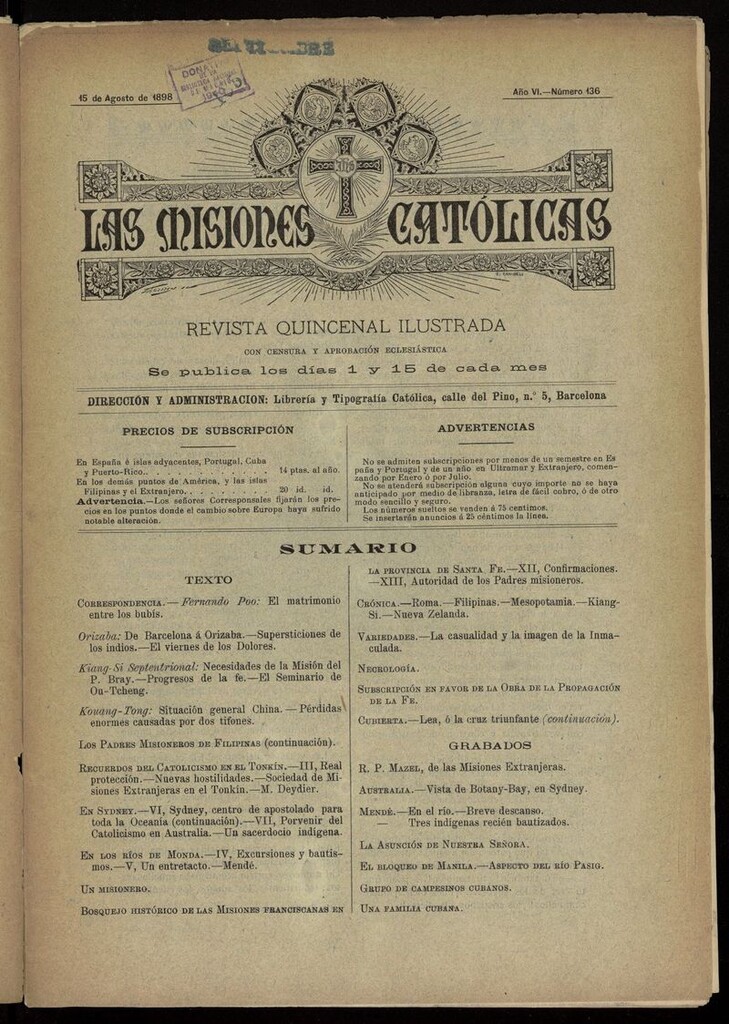 15 de Agosto de 1898
Año VI.—Número 136
DONATI
IHS
LAS MISIONES CATÓLICAS
REVISTA QUINCENAL ILUSTRADA
CON CENSURA Y APROBACIÓN ECLESIÁSTICA
Se publica los días 1 y 15 de cada mes
DIRECCIÓN Y ADMINISTRACION: Librería y Tipografía Católica, calle del Pino, n.º 5, Barcelona
PRECIOS DE SUBSCRIPCIÓN
En España é islas adyacentes, Portugal, Cuba
y Puerto-Rico. . . . . . . . . . . . 14 ptas. al año.
En los demás puntos de América, y las islas
Filipinas y el Extranjero. . . . . . . . 20 id. id.
Advertencia.—Los señores Corresponsales fijarán los pre-
cios en los puntos donde el cambio sobre Europa haya sufrido
notable alteración.
ADVERTENCIAS
No se admiten subscripciones por menos de un semestre en Es
paña y Portugal y de un año en Ultramar y Extranjero, comen-
zando por Enero ó por Julio.
No se atenderá subscripción alguna cuyo importe no se haya
anticipado por medio de libranza, letra de fácil cobro, ó de otro
modo sencillo y seguro.
Los números sueltos se venden á 75 centimos.
Se insertarán anuncios á 25 céntimos la línea.
SUMARIO
TEXTO
CORRESPONDENCIA.—Fernando Poo: El matrimonio
entre los bubis.
Orizaba: De Barcelona á Orizaba.—Supersticiones de
los indios.—El viernes de los Dolores.
Kiang-Si Septentrional: Necesidades de la Misión del
P. Bray.—Progresos de la fe.—El Seminario de
Ou-Tcheng.
Kouang-Tong: Situación general China.—Pérdidas
enormes causadas por dos tifones.
LOS PADRES MISIONEROS DE FILIPINAS (continuación).
RECUERDOS DEL CATOLICISMO EN EL TONKÍN.—III, Real
protección.—Nuevas hostilidades.—Sociedad de Mi-
siones Extranjeras en el Tonkín.—M. Deydier.
EN SYDNEY.—VI, Sydney, centro de apostolado para
toda la Oceanía (continuación).—VII, Porvenir del
Catolicismo en Australia.—Un sacerdocio indígena.
EN LOS RÍOS DE MONDA.—IV, Excursiones y bautis-
mos.—V, Un entretacto.—Mendé.
UN MISIONERO.
BOSQUEJO HISTÓRICO DE LAS MISIONES FRANCISCANAS EN
LA PROVINCIA DE SANTA FE.—XII, Confirmaciones.
—XIII, Autoridad de los Padres misioneros.
CRÓNICA.—Roma.—Filipinas.—Mesopotamia.—Kiang-
Si.—Nueva Zelanda.
VARIEDADES.—La casualidad y la imagen de la Inma-
culada.
NECROLOGÍA.
SUBSCRIPCIÓN EN FAVOR DE LA OBRA DE LA PROPAGACIÓN
DE LA FE.
CUBIERTA.—Lea, ó la cruz triunfante (continuación).
GRABADOS
R. P. MAZEL, de las Misiones Extranjeras.
AUSTRALIA.—Vista de Botany-Bay, en Sydney.
MENDÉ.—En el río.—Breve descanso.
— Tres indígenas recién bautizados.
LA ASUNCIÓN DE NUESTRA SEÑORA.
EL BLOQUEO DE MANILA.—ASPECTO DEL RÍO PASIG.
GRUPO DE CAMPESINOS CUBANOS.
UNA FAMILIA CUBANA.